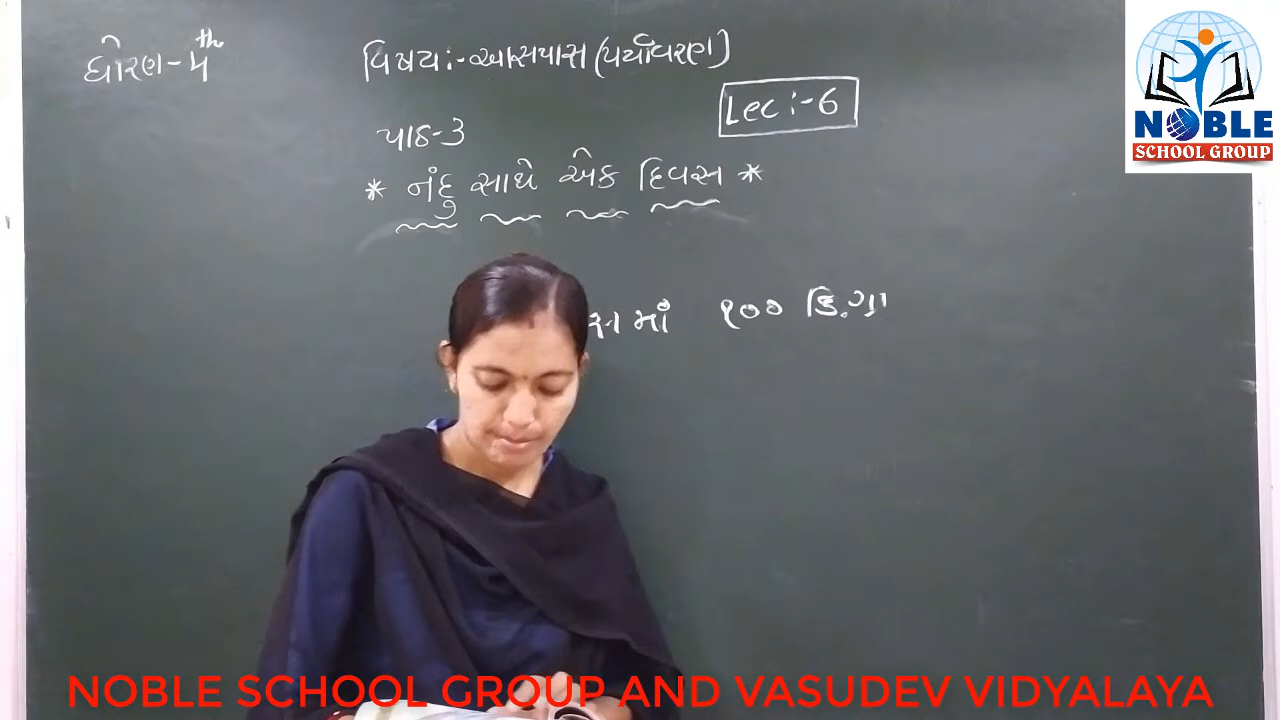 ધોરણ - 4th
વિષય :- આસપાસ (પર્યાવરણ)
Lec :- 6
પાઠ - 3
* નંદુ સાથે એક દિવસ *
માં ૧૦૦ કિ.ગ્રા
NOBLE
SCHOOL GROUP
NOBLE SCHOOL GROUP AND VASUDEV VIDYALAYA